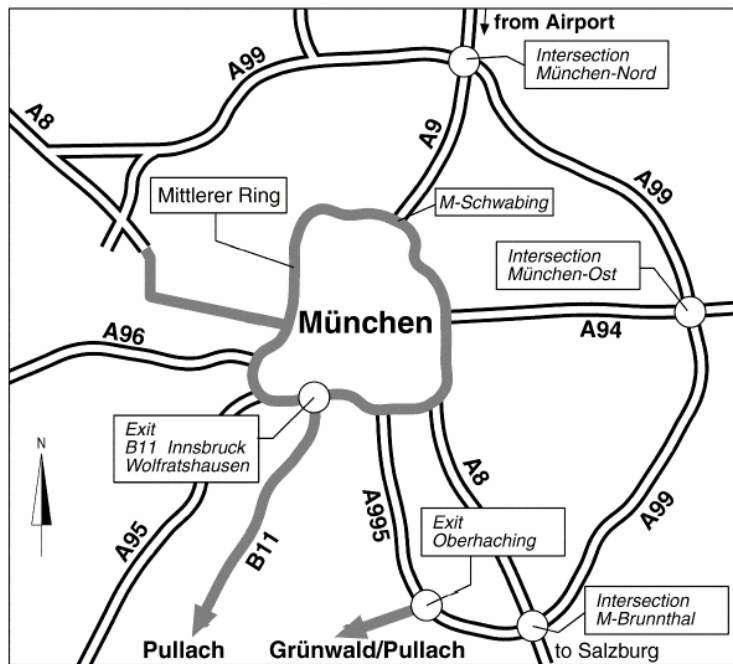 from Airport
Intersection
München-Nord
A99
A8
A9
Mittlerer Ring
M-Schwabing
A99
Intersection
München-Ost
München
A94
A96
Exit
B11 Innsbruck
Wolfratshausen
N
A8
A995
Exit
Oberhaching
A99
A95
B11
Intersection
M-Brunnthal
Pullach
Grünwald/Pullach
to Salzburg